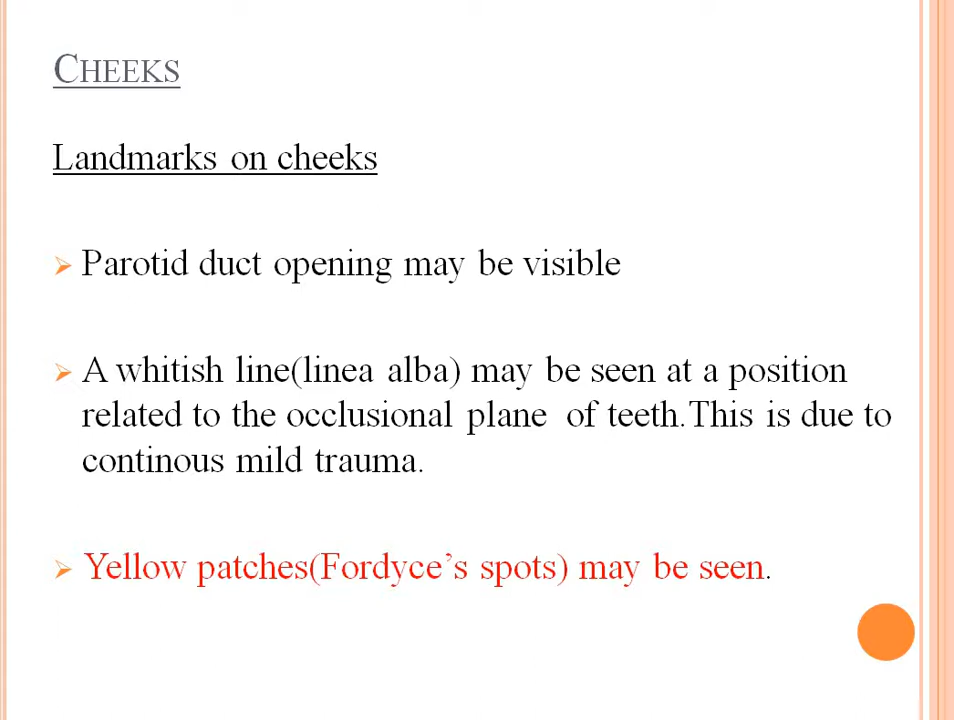 CHEEKS
Landmarks on cheeks
Parotid duct opening may be visible
A whitish line(linea alba) may be seen at a position
related to the occlusional plane of teeth.This is due to
continous mild trauma.
Yellow patches(Fordyce’s spots) may be seen.